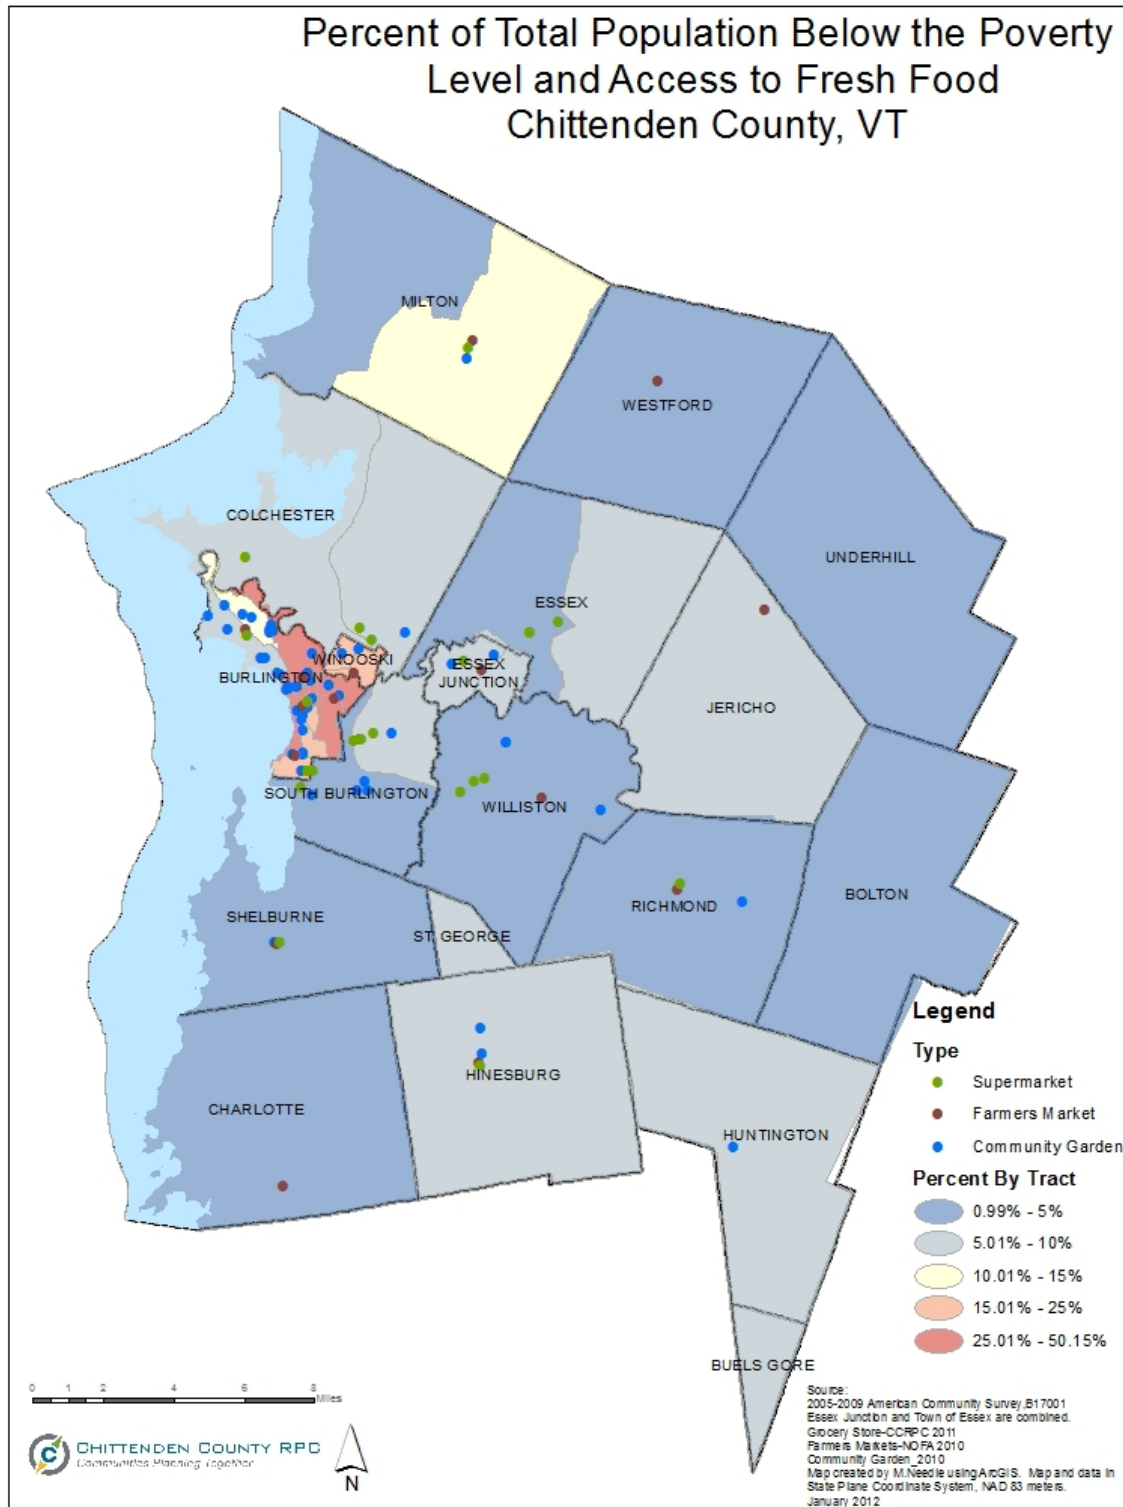 Percent of Total Population Below the Poverty
Level and Access to Fresh Food
Chittenden County, VT
MILTON
WESTFORD
COLCHESTER
UNDERHILL
ESSEX
WINOOSKI
ESSEX
JUNCTION
BURLINGTON
JERICHO
SOUTH BURLINGTON
WILLISTON
BOLTON
RICHMOND
SHELBURNE
ST. GEORGE
HINESBURG
CHARLOTTE
HUNTINGTON
BUELS GORE
Legend
Type
Supermarket
Farmers Market
Community Garden
Percent By Tract
0.99% - 5%
5.01% - 10%
10.01% - 15%
15.01% - 25%
25.01% - 50.15%
0 1 2 4 6 8
Miles
CHITTENDEN COUNTY RPC
Communities Planning Together
N
Source:
2005-2009 American Community Survey,B17001
Essex Junction and Town of Essex are combined.
Grocery Store-CCRPC 2011
Farmers Markets-NOFA 2010
Community Garden_2010
Map created by M.Needle using ArcGIS. Map and data in
State Plane Coordinate System, NAD 83 meters.
January 2012